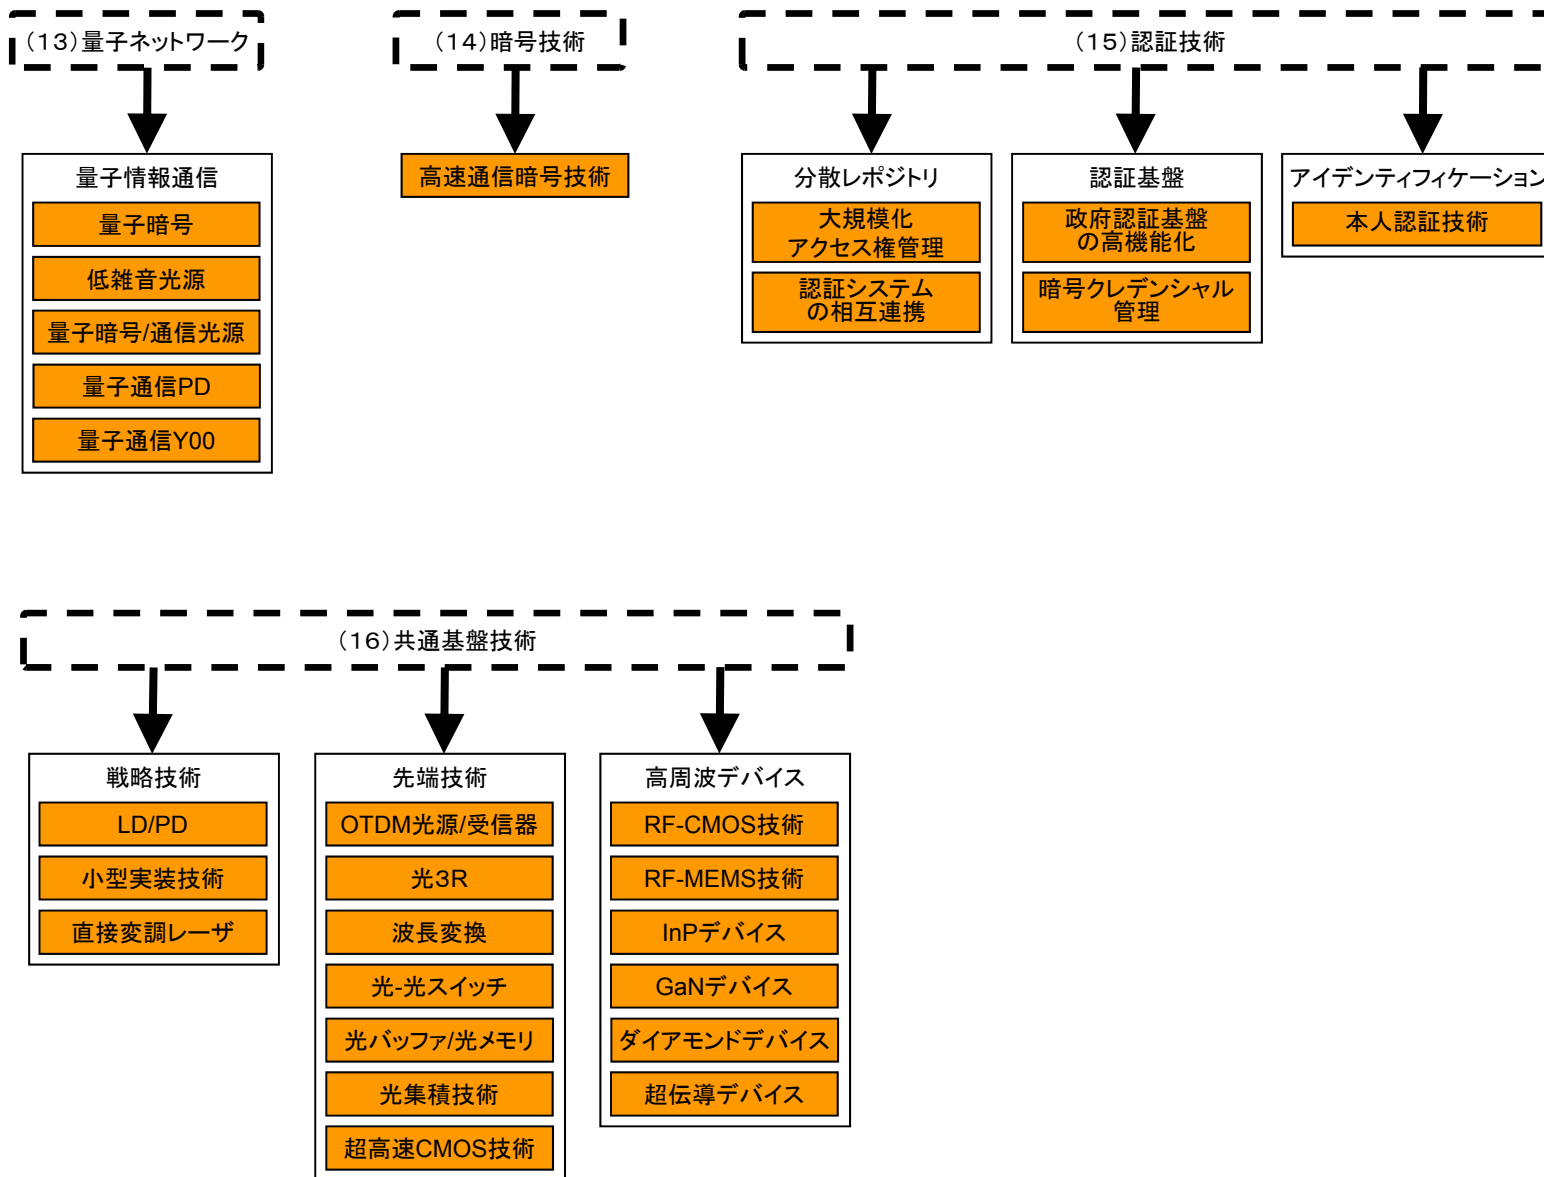 (13)量子ネットワーク
(14)暗号技術
(15)認証技術
量子情報通信
量子暗号
低雑音光源
量子暗号/通信光源
量子通信PD
量子通信Y00
高速通信暗号技術
分散レポジトリ
大規模化
アクセス権管理
認証システム
の相互連携
認証基盤
政府認証基盤
の高機能化
暗号クレデンシャル
管理
アイデンティフィケーション
本人認証技術
(16)共通基盤技術
戦略技術
LD/PD
小型実装技術
直接変調レーザ
先端技術
OTDM光源/受信器
光3R
波長変換
光-光スイッチ
光バッファ/光メモリ
光集積技術
超高速CMOS技術
高周波デバイス
RF-CMOS技術
RF-MEMS技術
InPデバイス
GaNデバイス
ダイアモンドデバイス
超伝導デバイス